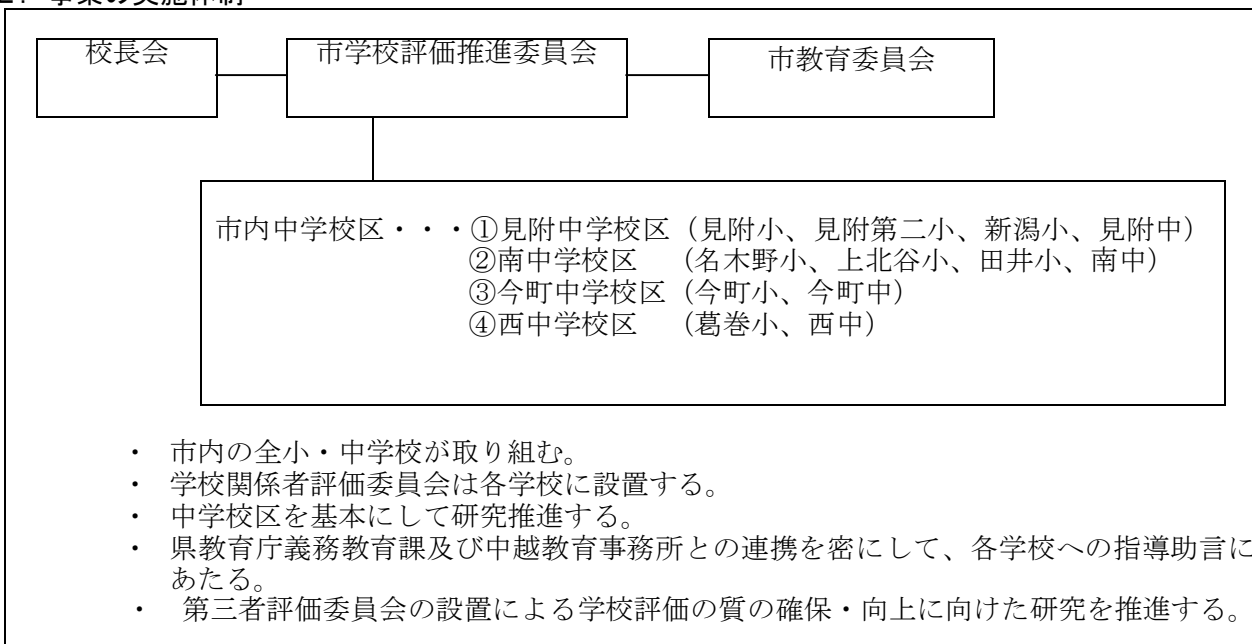 校長会 市学校評価推進委員会 市教育委員会
市内中学校区・・・①見附中学校区（見附小、見附第二小、新潟小、見附中）
②南中学校区　（名木野小、上北谷小、田井小、南中）
③今町中学校区（今町小、今町中）
④西中学校区　（葛巻小、西中）
・ 市内の全小・中学校が取り組む。
・ 学校関係者評価委員会は各学校に設置する。
・ 中学校区を基本にして研究推進する。
・ 県教育庁義務教育課及び中越教育事務所との連携を密にして、各学校への指導助言に
あたる。
・ 第三者評価委員会の設置による学校評価の質の確保・向上に向けた研究を推進する。